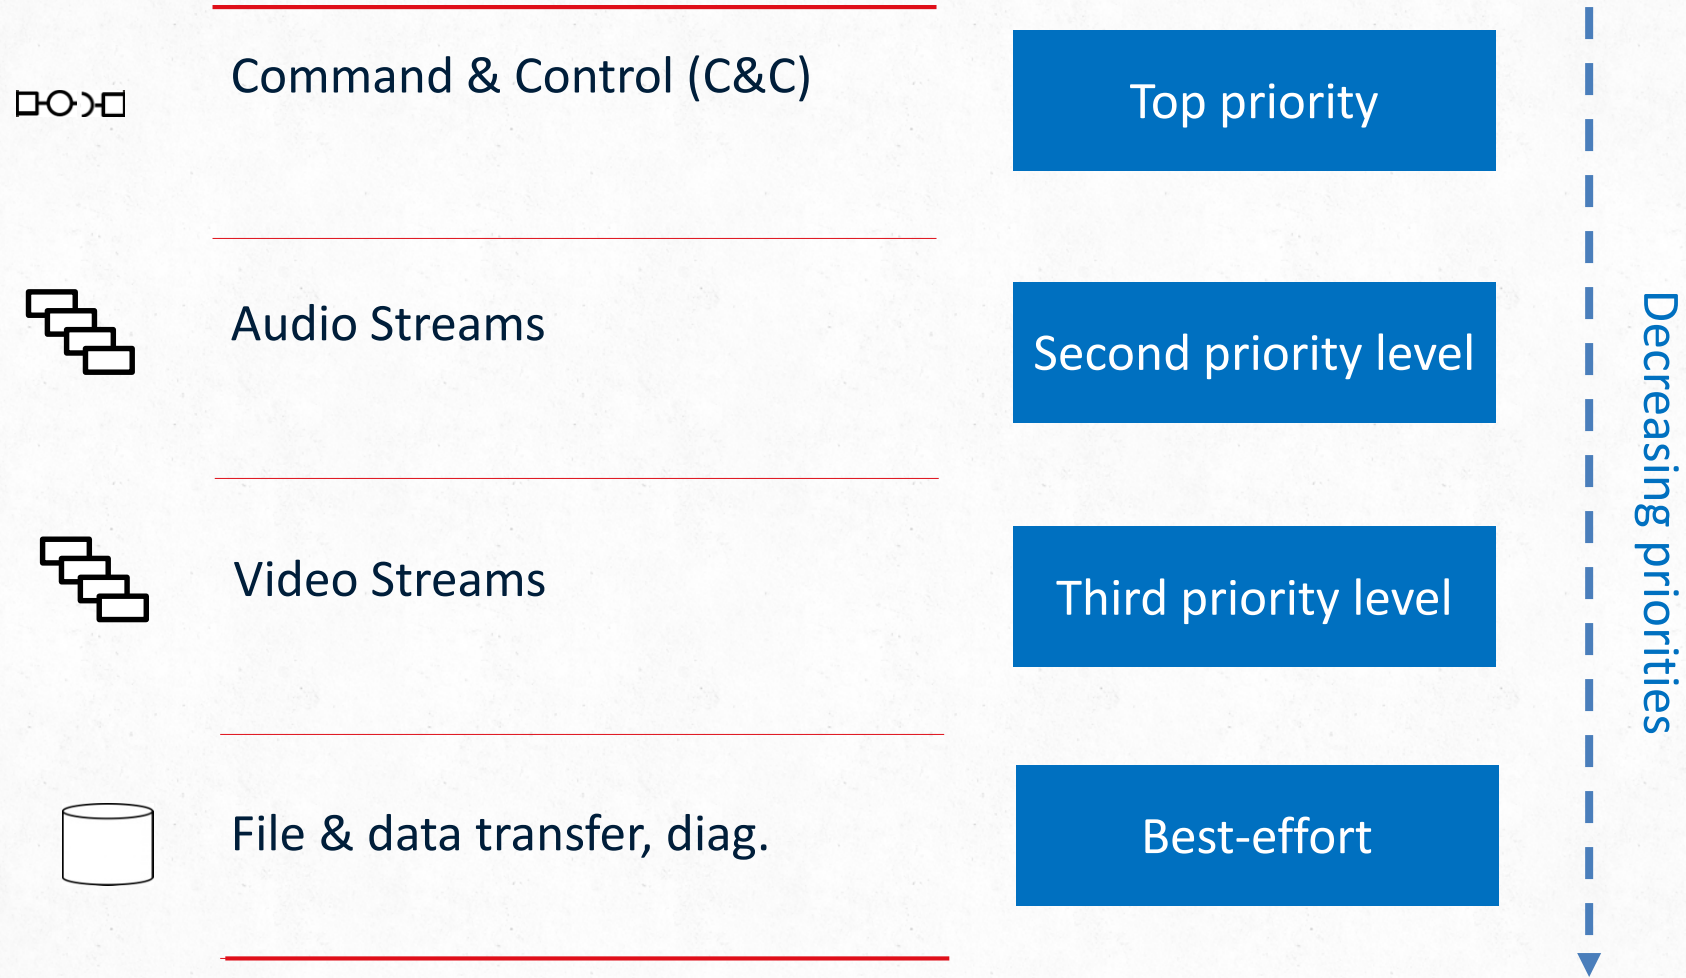 Command & Control (C&C)
Top priority
Audio Streams
Second priority level
Video Streams
Third priority level
File & data transfer, diag.
Best-effort
Decreasing priorities